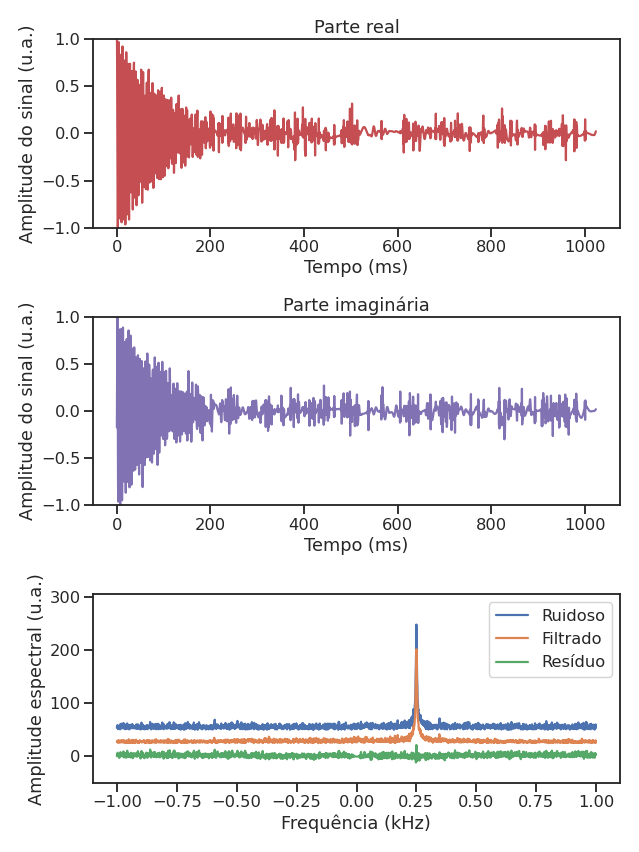 Parte real
Amplitude do sinal (u.a.)
1.0
0.5
0.0
−0.5
−1.0
0 200 400 600 800 1000
Tempo (ms)
Parte imaginária
Amplitude do sinal (u.a.)
1.0
0.5
0.0
−0.5
−1.0
0 200 400 600 800 1000
Tempo (ms)
Amplitude espectral (u.a.)
300
200
100
0
Ruidoso
Filtrado
Resíduo
−1.00 −0.75 −0.50 −0.25 0.00 0.25 0.50 0.75 1.00
Frequência (kHz)